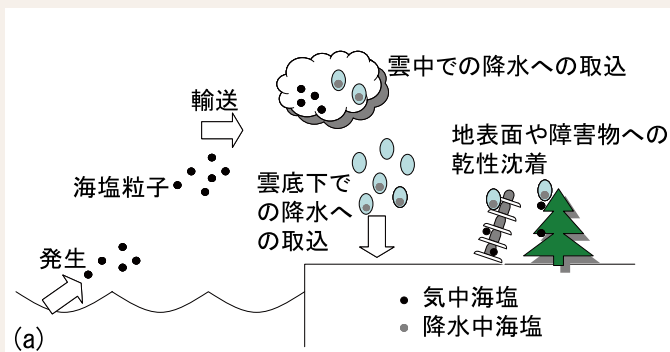 雲中での降水への取込
輸送
地表面や障害物への
乾性沈着
海塩粒子
雲底下で
の降水へ
の取込
発生
気中海塩
降水中海塩
(a)